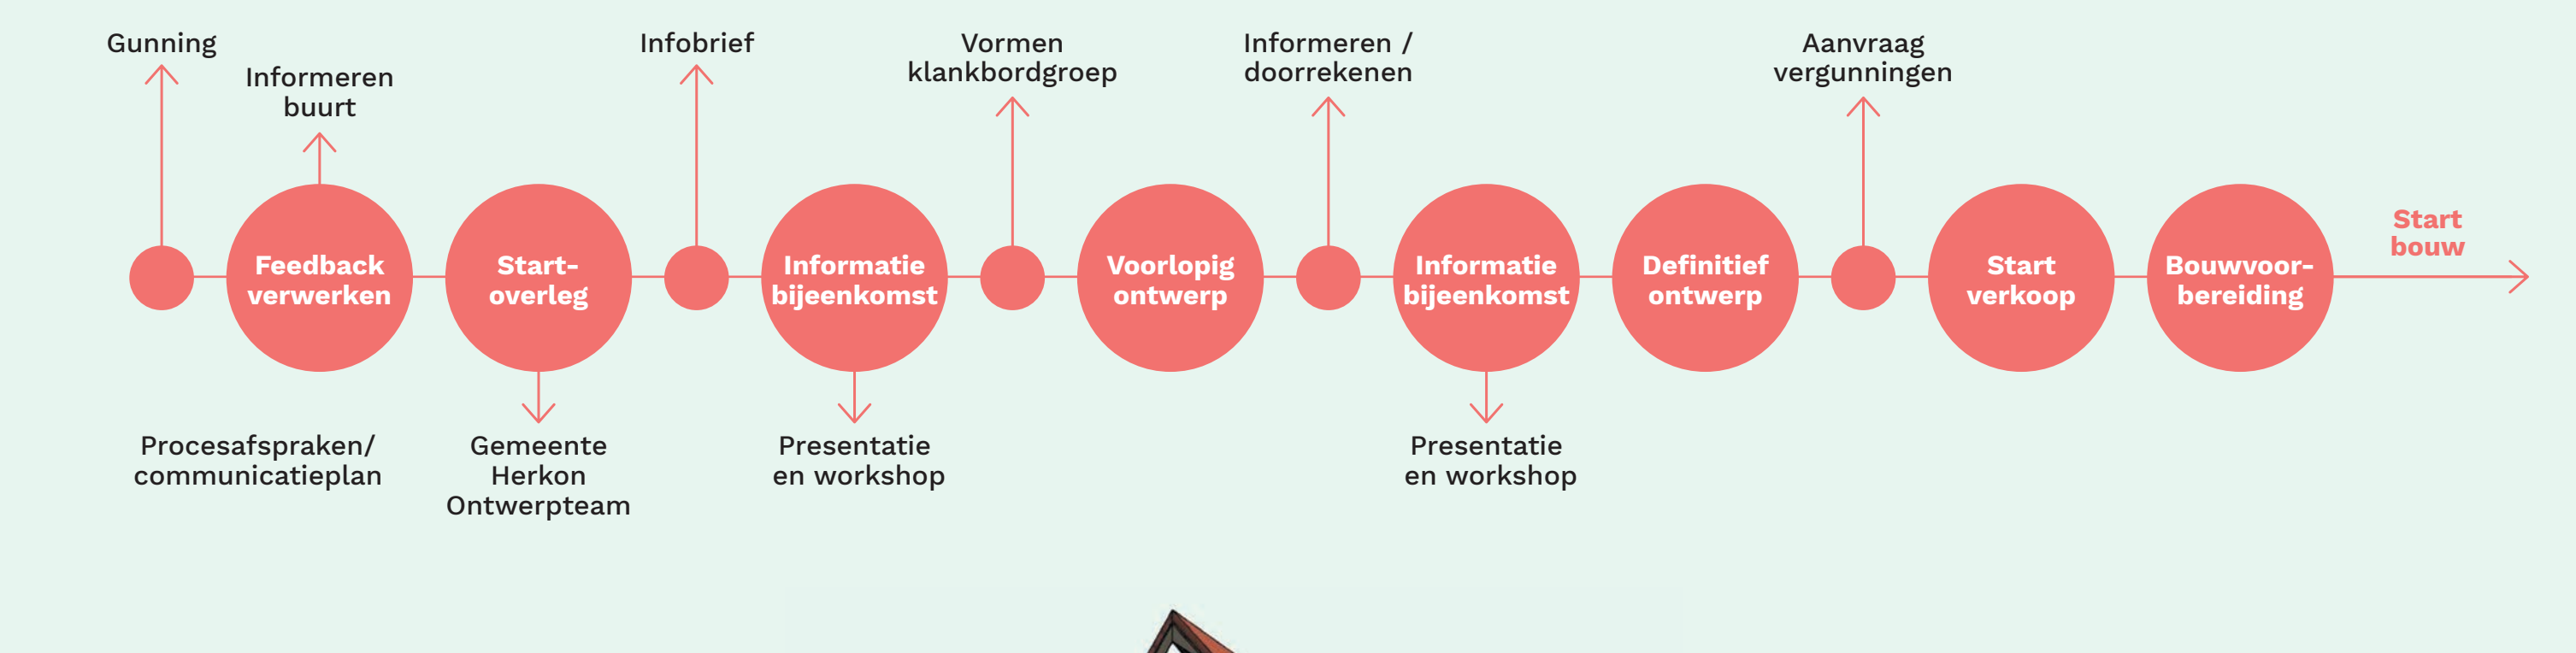 Gunning
Informeren
buurt
Infobrief
Vormen
klankbordgroep
Informeren /
doorrekenen
Aanvraag
vergunningen
Feedback
verwerken
Start-
overleg
Informatie
bijeenkomst
Voorlopig
ontwerp
Informatie
bijeenkomst
Definitief
ontwerp
Start
verkoop
Bouwvoor-
bereiding
Start
bouw
Procesafspraken/
communicatieplan
Gemeente
Herkon
Ontwerpteam
Presentatie
en workshop
Presentatie
en workshop